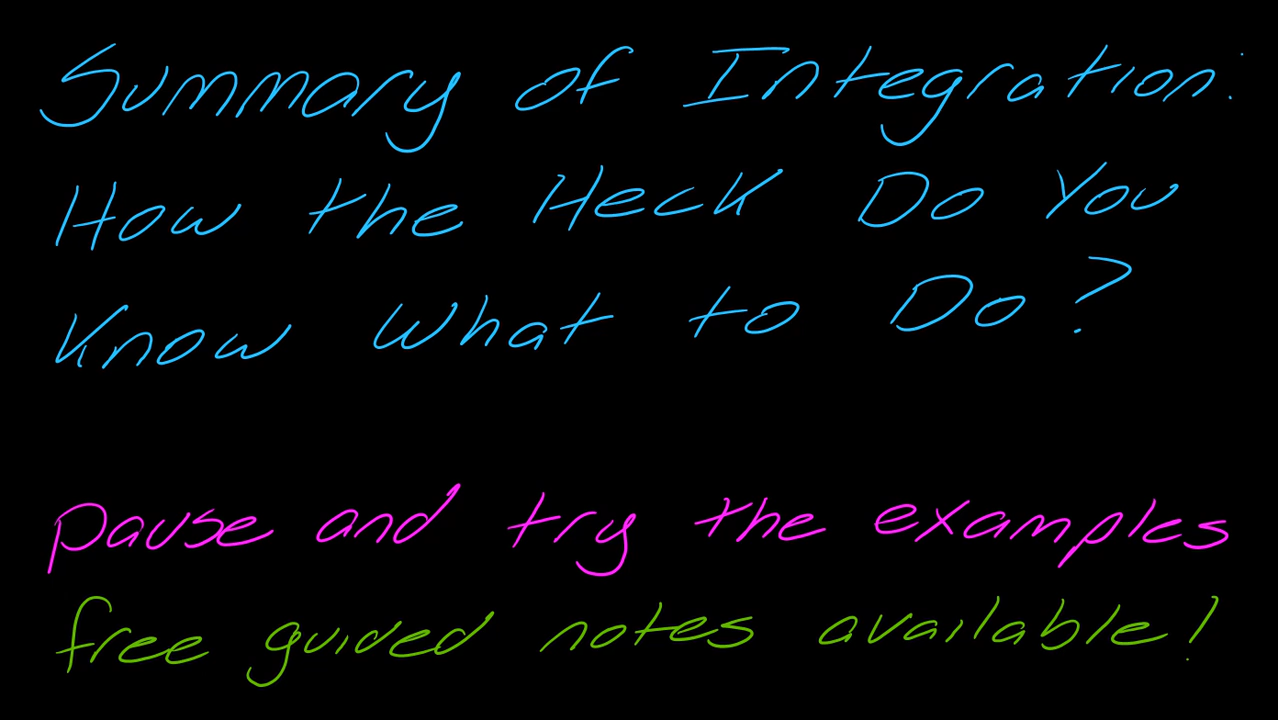 Summary of Integration:
How the Heck Do You
Know What to Do?
pause and try the examples
free guided notes available!